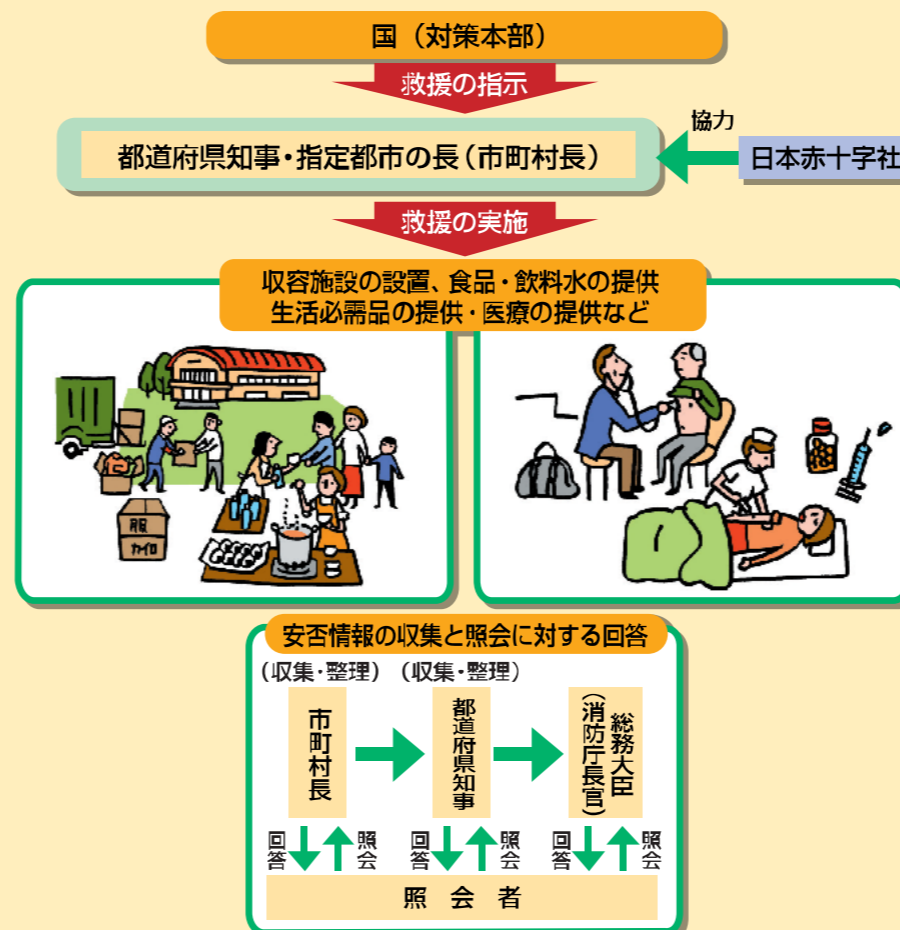 国（対策本部）
救援の指示
都道府県知事・指定都市の長（市町村長）
協力
日本赤十字社
救援の実施
収容施設の設置、食品・飲料水の提供
生活必需品の提供・医療の提供など
服
カイロ
安否情報の収集と照会に対する回答
（収集・整理）
（収集・整理）
市町村長
都道府県知事
総務大臣
（消防庁長官）
回答
照会
回答
照会
回答
照会
照会者